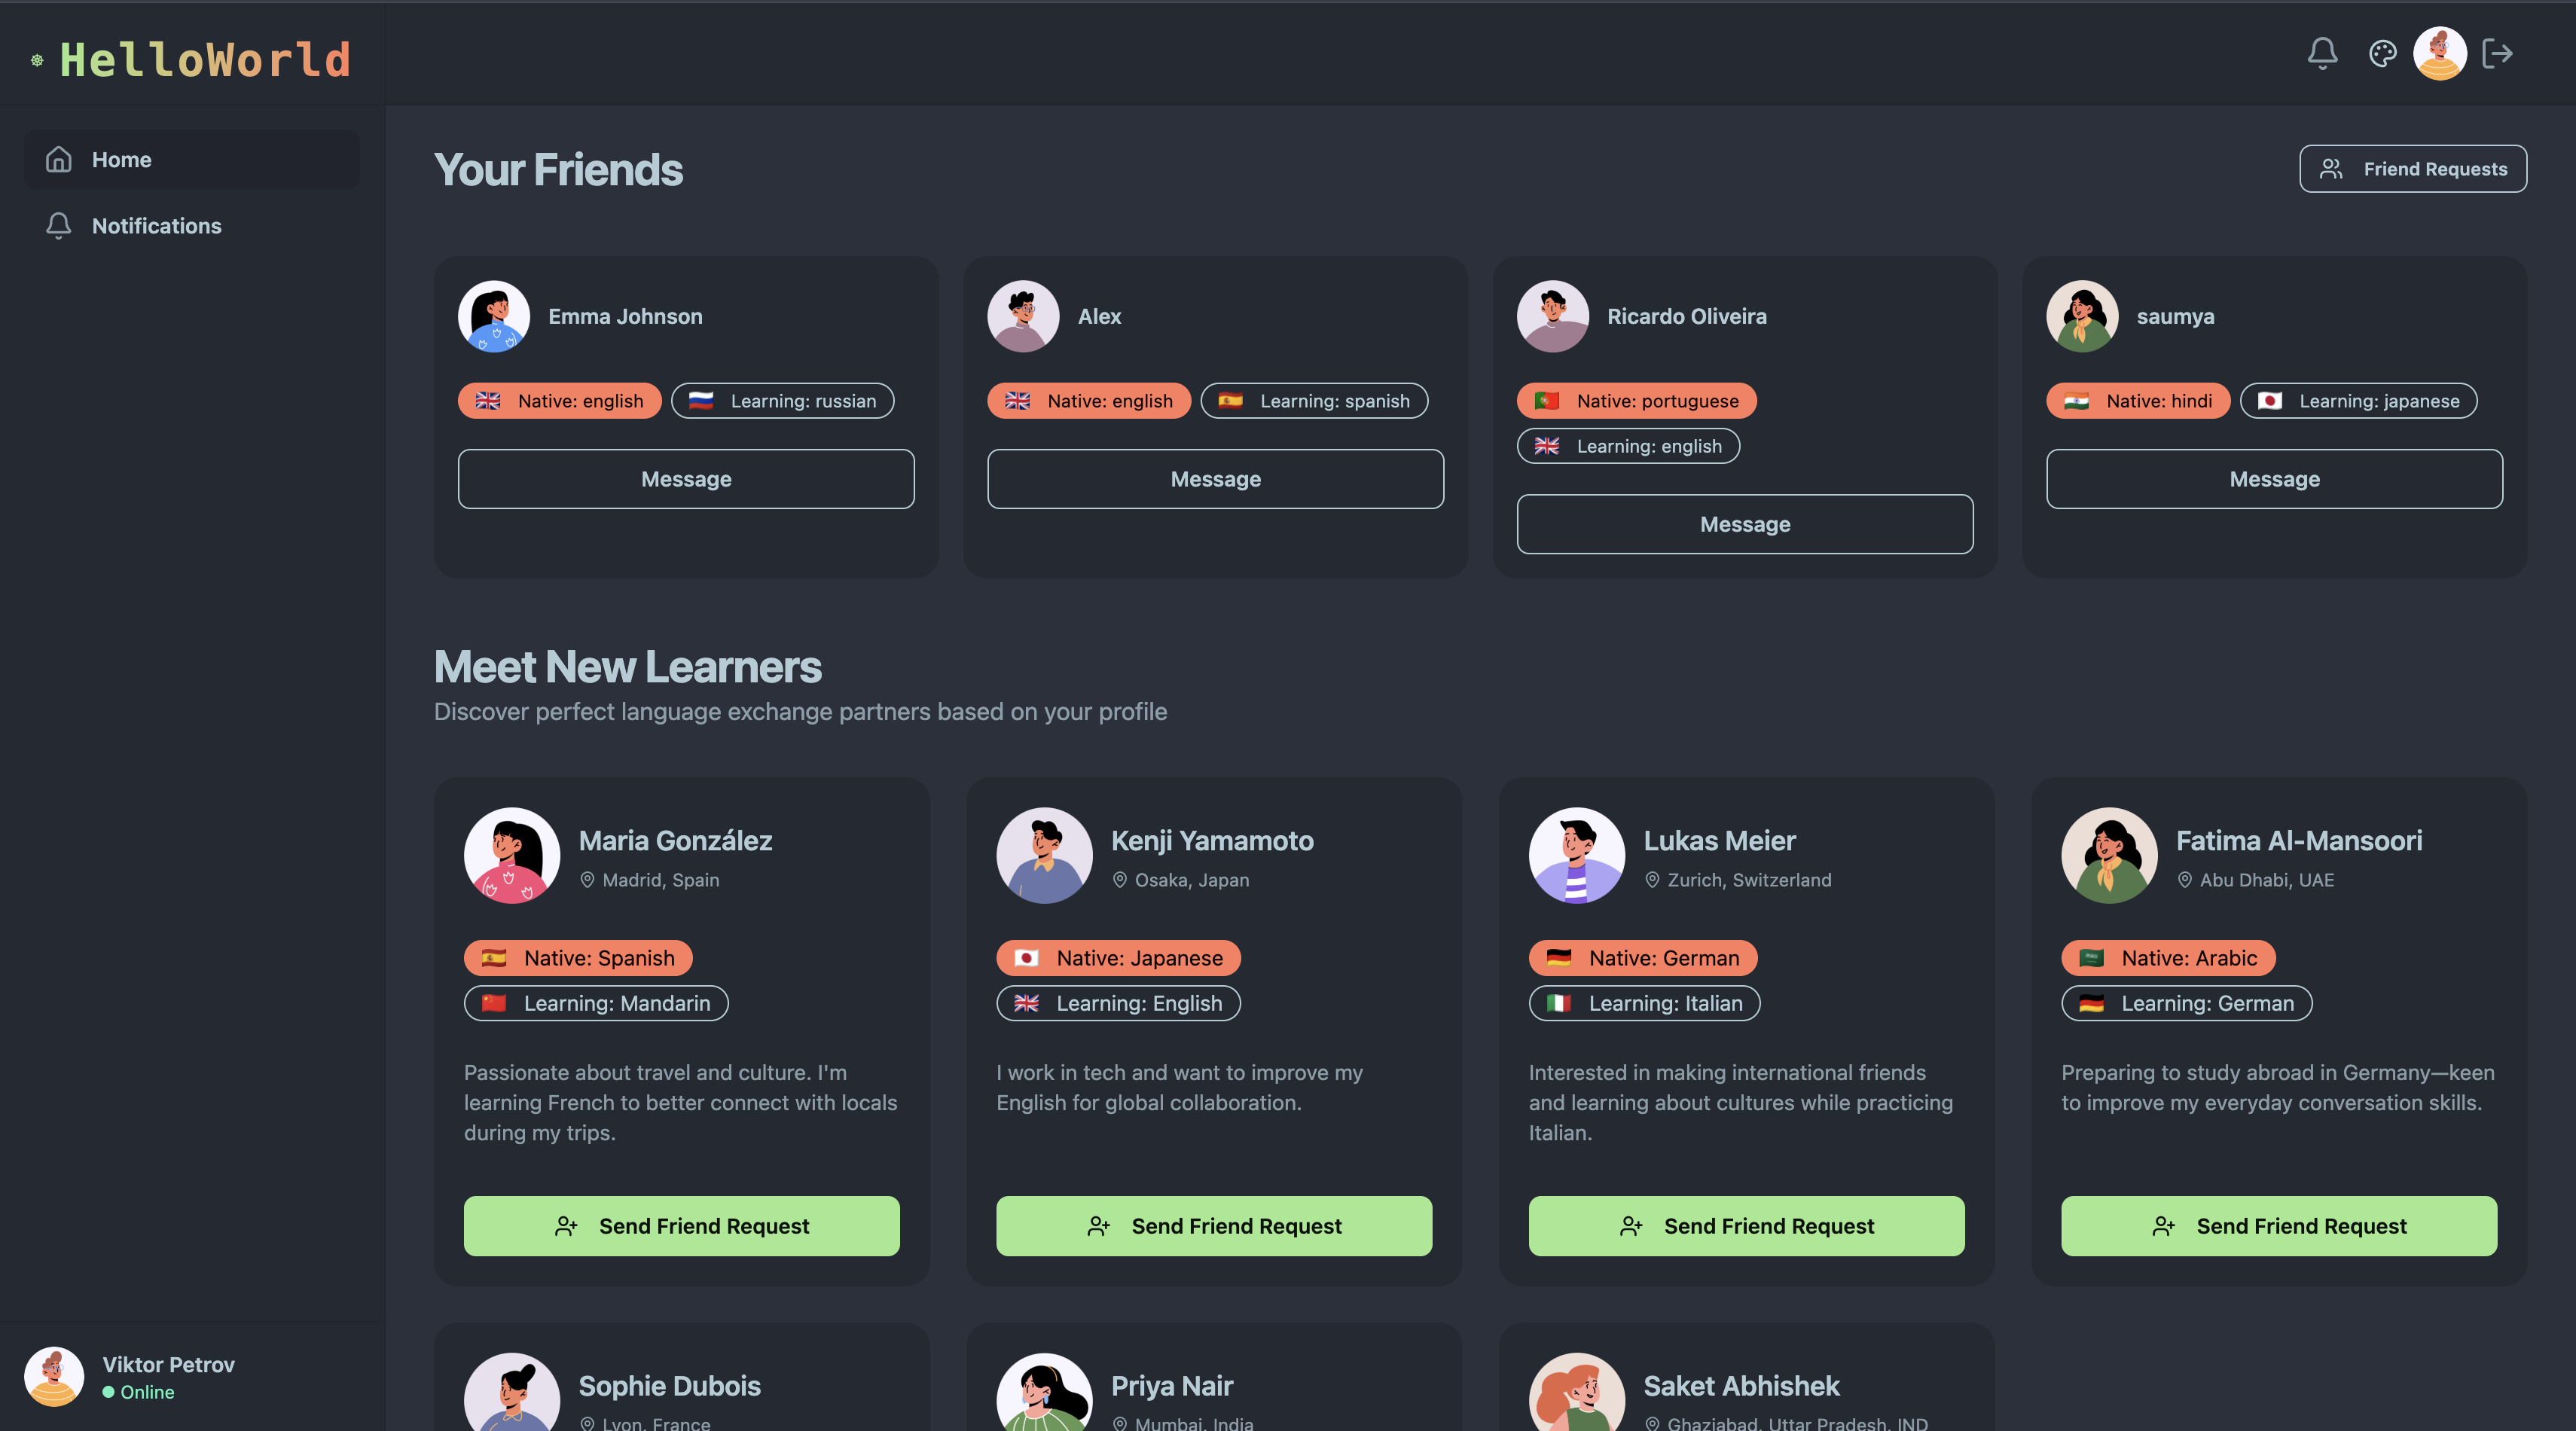 HelloWorld
Home
Notifications
Your Friends
Friend Requests
Emma Johnson
Native: english
Learning: russian
Message
Alex
Native: english
Learning: spanish
Message
Ricardo Oliveira
Native: portuguese
Learning: english
Message
saumya
Native: hindi
Learning: japanese
Message
Meet New Learners
Discover perfect language exchange partners based on your profile
Maria González
Madrid, Spain
Native: Spanish
Learning: Mandarin
Passionate about travel and culture. I'm
learning French to better connect with locals
during my trips.
Send Friend Request
Kenji Yamamoto
Osaka, Japan
Native: Japanese
Learning: English
I work in tech and want to improve my
English for global collaboration.
Send Friend Request
Lukas Meier
Zurich, Switzerland
Native: German
Learning: Italian
Interested in making international friends
and learning about cultures while practicing
Italian.
Send Friend Request
Fatima Al-Mansoori
Abu Dhabi, UAE
Native: Arabic
Learning: German
Preparing to study abroad in Germany—keen
to improve my everyday conversation skills.
Send Friend Request
Sophie Dubois
Lyon, France
Priya Nair
Mumbai, India
Saket Abhishek
Ghaziabad, Uttar Pradesh, IND
Viktor Petrov
Online